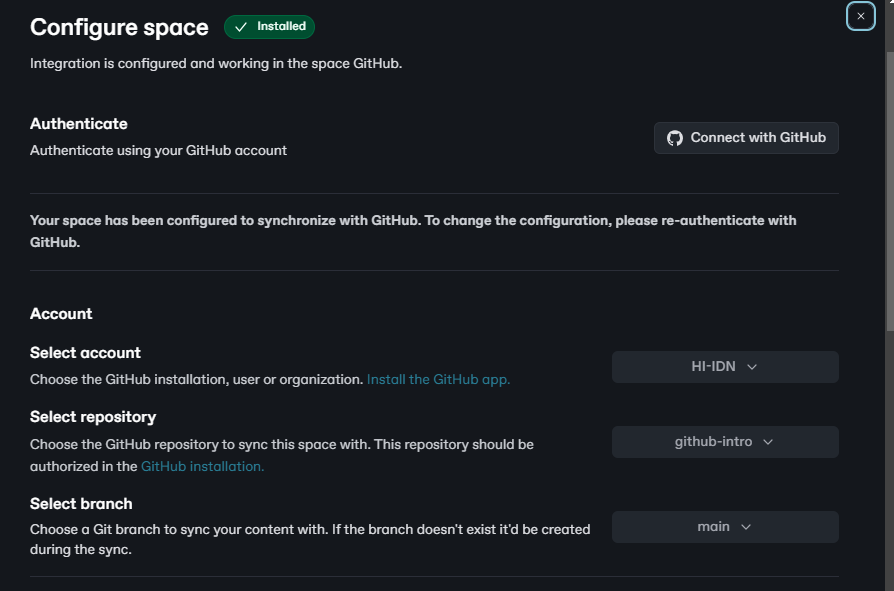 Configure space
Installed
Integration is configured and working in the space GitHub.
Authenticate
Authenticate using your GitHub account
Connect with GitHub
Your space has been configured to synchronize with GitHub. To change the configuration, please re-authenticate with
GitHub.
Account
Select account
Choose the GitHub installation, user or organization. Install the GitHub app.
HI-IDN
Select repository
Choose the GitHub repository to sync this space with. This repository should be
authorized in the GitHub installation.
github-intro
Select branch
Choose a Git branch to sync your content with. If the branch doesn't exist it'd be created
during the sync.
main